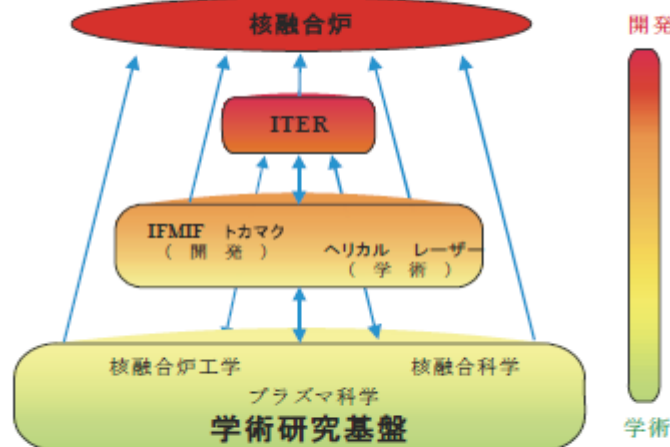 核融合炉
開発
ITER
IFMIF トカマク
( 開 発 )
ヘリカル レーザー
( 学 術 )
核融合炉工学
核融合科学
プラズマ科学
学術研究基盤
学術